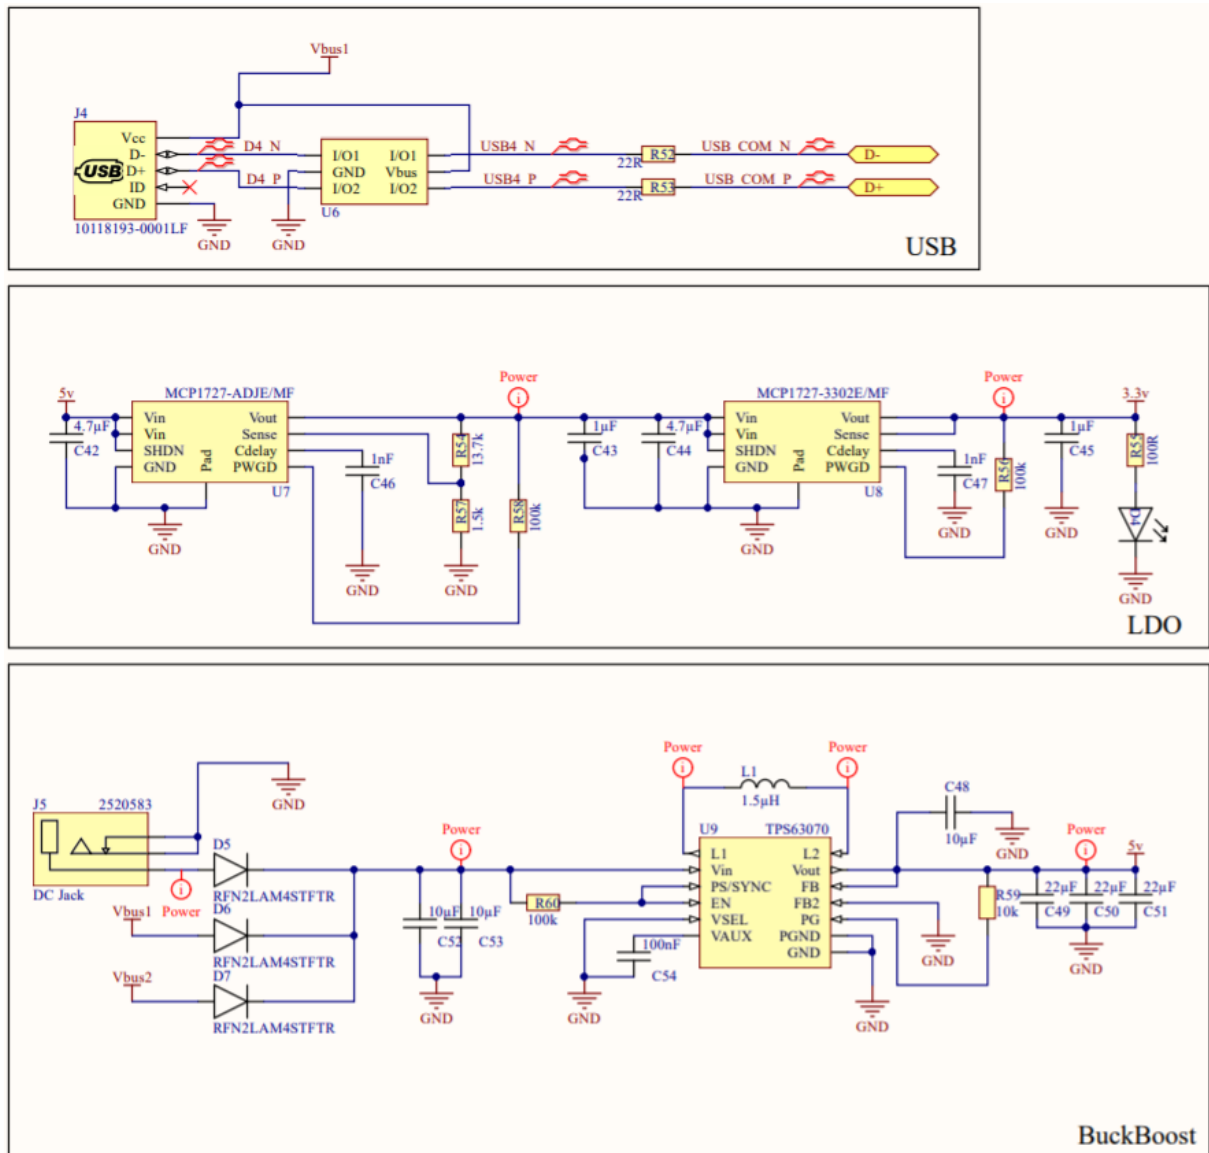 Vbus1
J4
Vcc
D-
D+
ID
GND
USB
10118193-0001LF
GND
GND
D4_N
D4_P
I/O1
GND
I/O2
I/O1
Vbus
I/O2
U6
USB4_N
USB4_P
22R
R52
22R
R53
USB_COM_N
USB_COM_P
D-
D+
USB
5v
4.7µF
C42
MCP1727-ADJE/MF
Vin
Vin
SHDN
GND
Pad
Vout
Sense
Cdelay
PWGD
U7
GND
1nF
C46
GND
R54
13.7k
R57
1.5k
GND
Power
i
R58
100k
1µF
C43
4.7µF
C44
MCP1727-3302E/MF
Vin
Vin
SHDN
GND
Pad
Vout
Sense
Cdelay
PWGD
U8
GND
1nF
C47
GND
Power
i
R56
100k
1µF
C45
GND
3.3v
R55
100R
D4
GND
LDO
J5
2520583
DC Jack
GND
Power
i
D5
RFN2LAM4STFTR
Vbus1
D6
RFN2LAM4STFTR
Vbus2
D7
RFN2LAM4STFTR
Power
i
10µF
C52
10µF
C53
GND
R60
100k
GND
100nF
C54
Power
i
L1
1.5µH
Power
i
U9
TPS63070
L1
Vin
PS/SYNC
EN
VSEL
VAUX
L2
Vout
FB
FB2
PG
PGND
GND
C48
10µF
GND
GND
GND
R59
10k
Power
i
5v
22µF
C49
22µF
C50
22µF
C51
GND
BuckBoost